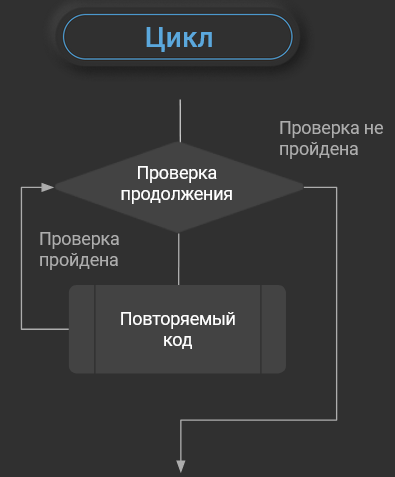 Цикл
Проверка не
пройдена
Проверка
продолжения
Проверка
пройдена
Повторяемый
код